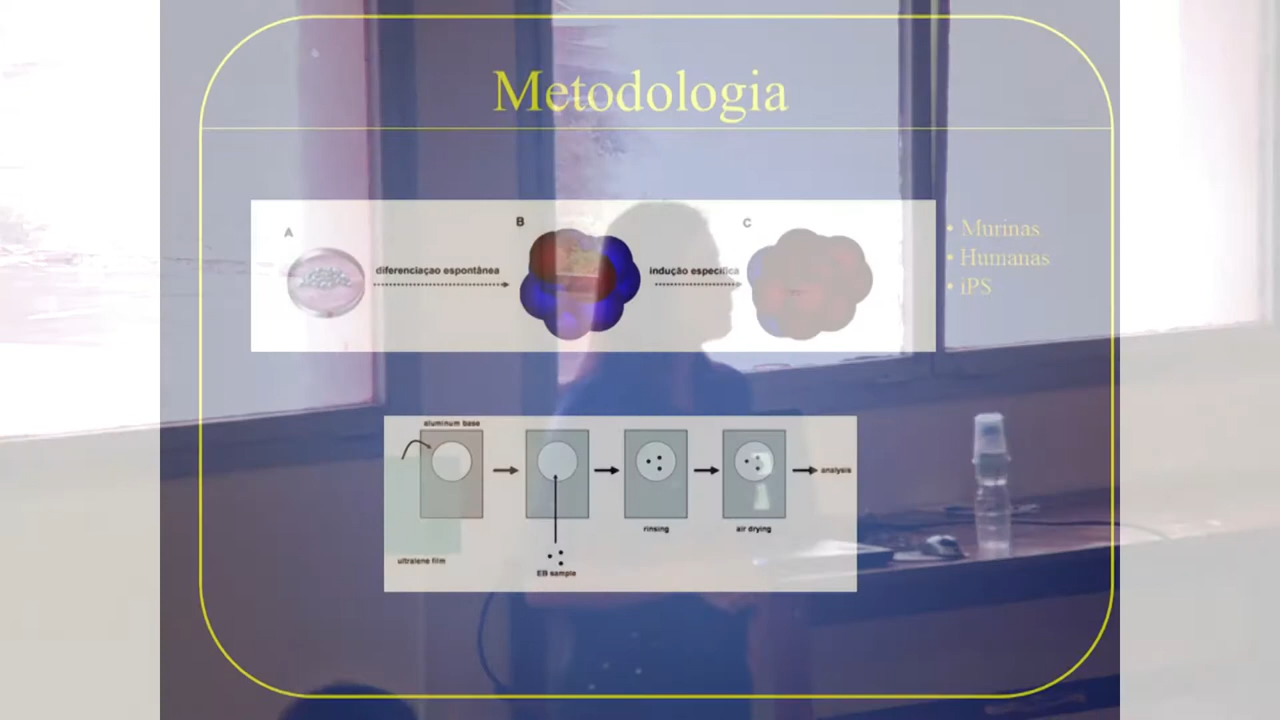 Metodologia
A
B
C
diferenciaçao espontânea
indução específica
• Murinas
• Humanas
• iPS
aluminum base
analysis
rinsing
air drying
ultralene film
EB sample